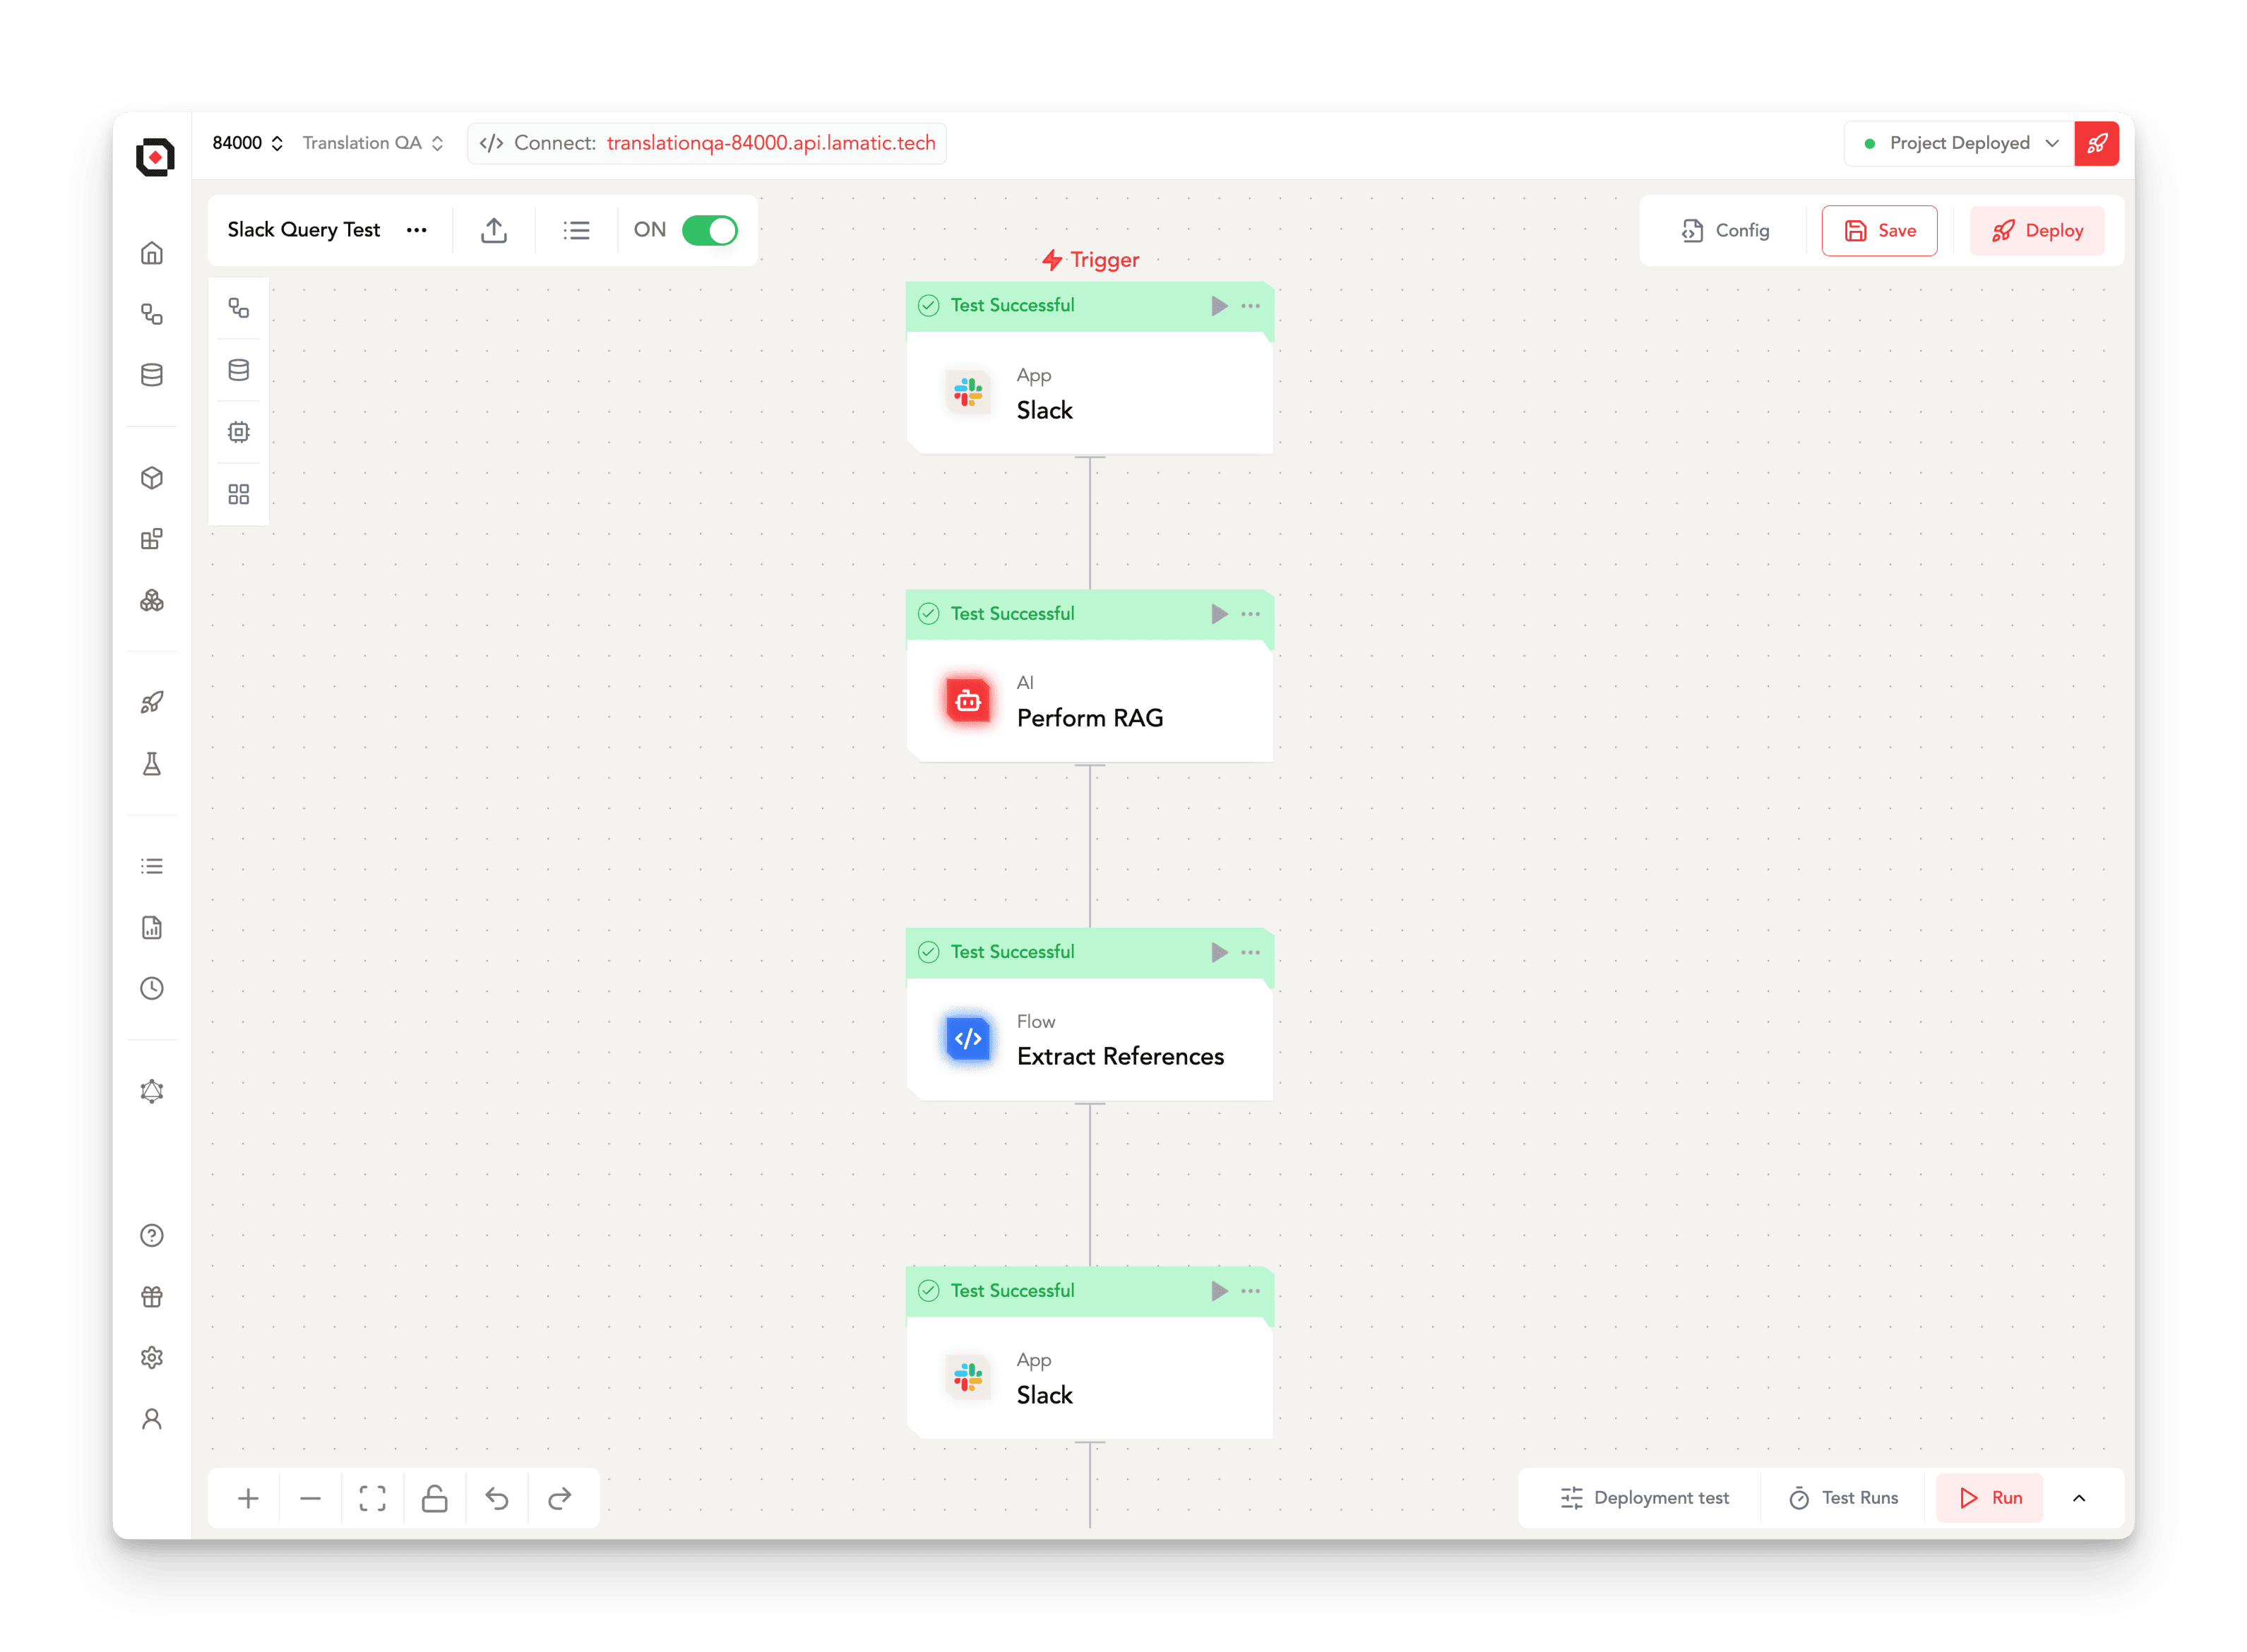 84000 Translation QA </> Connect: translationqa-84000.api.lamatic.tech Project Deployed
Slack Query Test ON Config Save Deploy
Trigger
Test Successful
App
Slack
Test Successful
AI
Perform RAG
Test Successful
Flow
Extract References
Test Successful
App
Slack
Deployment test Test Runs Run